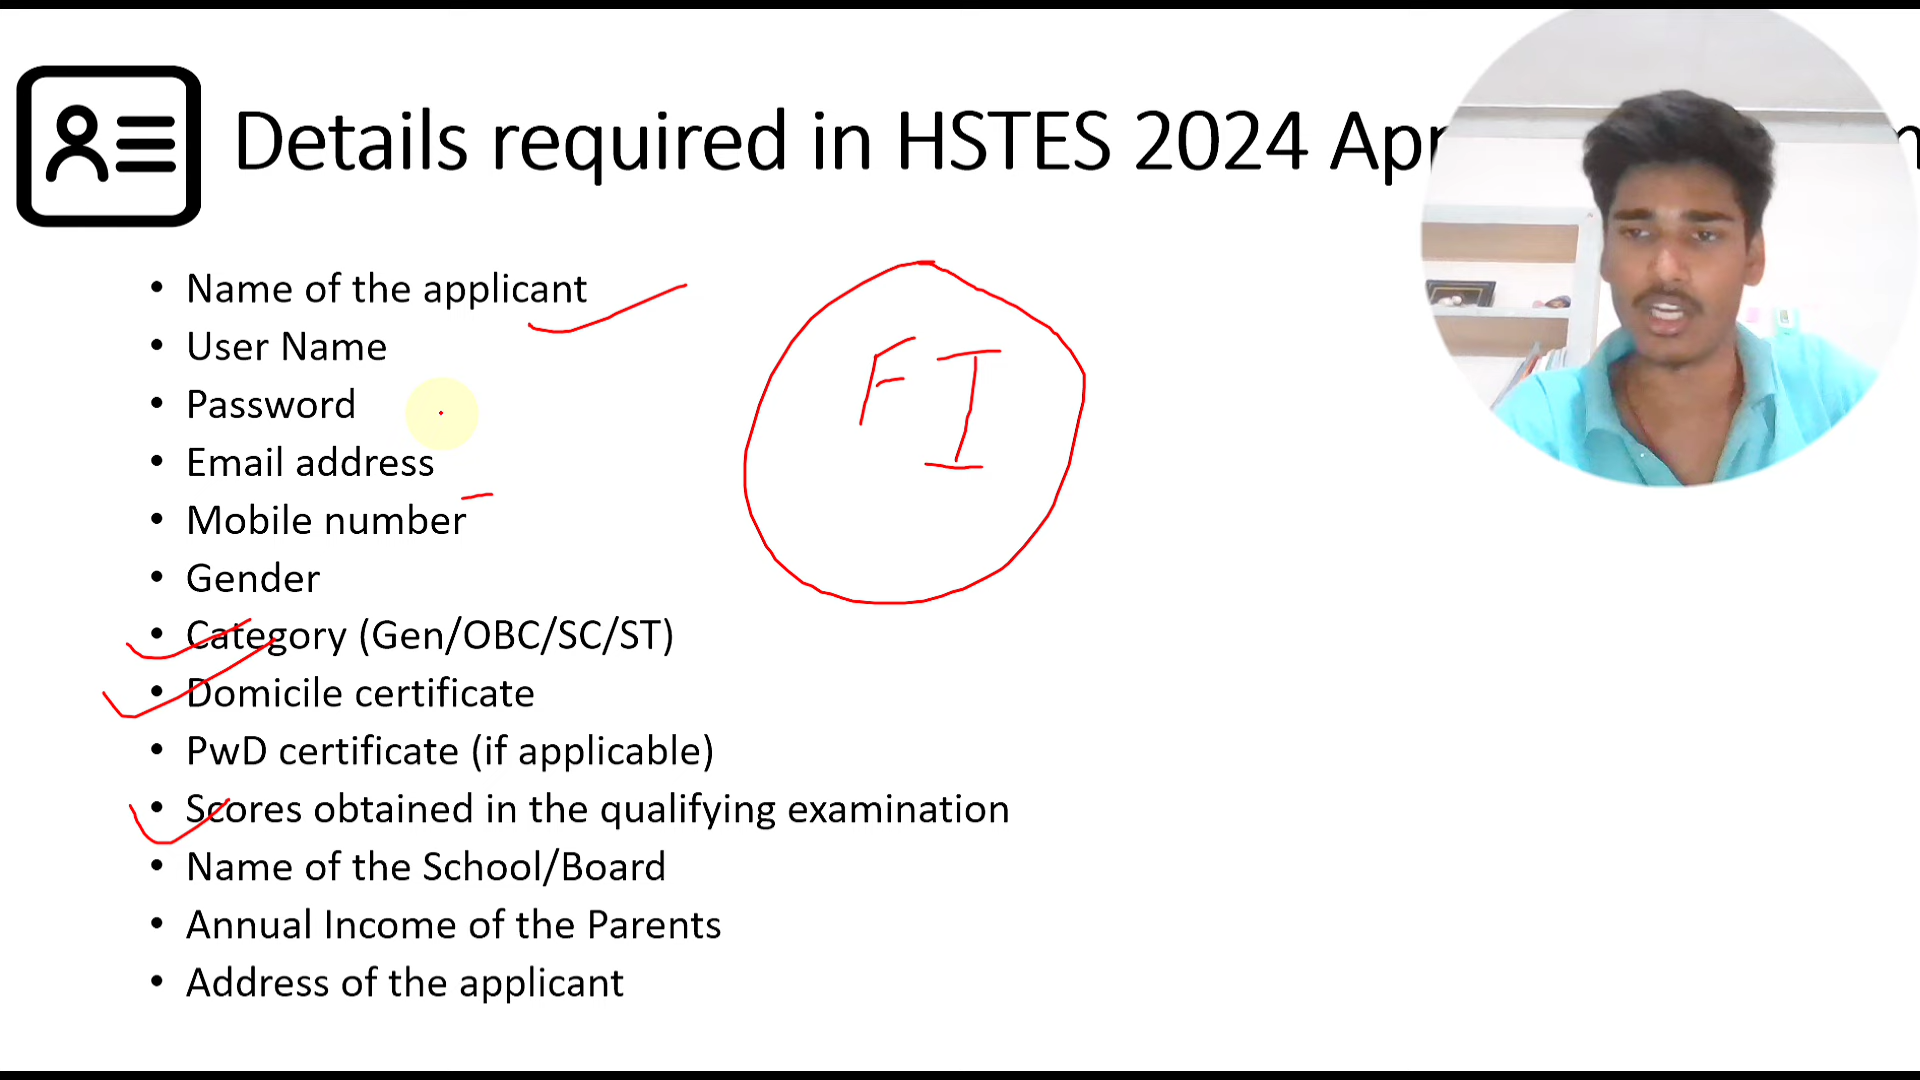 Details required in HSTES 2024 App
• Name of the applicant
• User Name
• Password
• Email address
• Mobile number
• Gender
• Category (Gen/OBC/SC/ST)
• Domicile certificate
• PwD certificate (if applicable)
• Scores obtained in the qualifying examination
• Name of the School/Board
• Annual Income of the Parents
• Address of the applicant
FI